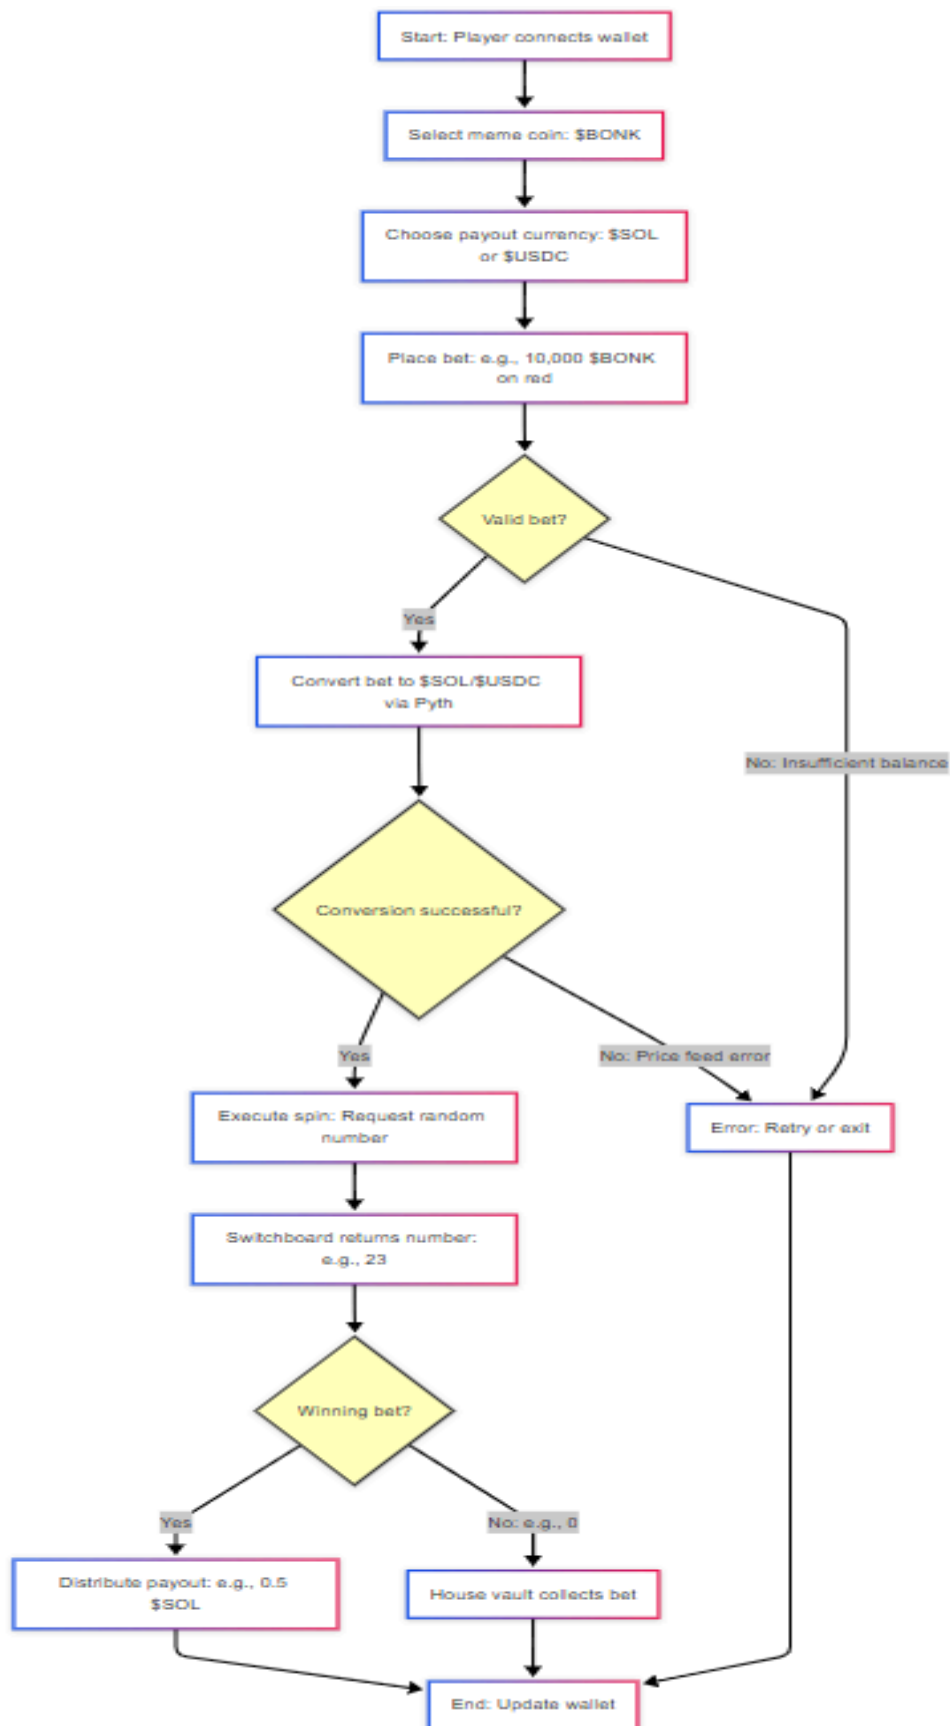 Start: Player connects wallet
Select meme coin: $BONK
Choose payout currency: $SOL
or $USDC
Place bet: e.g., 10,000 $BONK
on red
Valid bet?
Yes
Convert bet to $SOL/$USDC
via Pyth
No: Insufficient balance
Conversion successful?
Yes
No: Price feed error
Execute spin: Request random
number
Error: Retry or exit
Switchboard returns number:
e.g., 23
Winning bet?
Yes
No: e.g., 0
Distribute payout: e.g., 0.5
$SOL
House vault collects bet
End: Update wallet